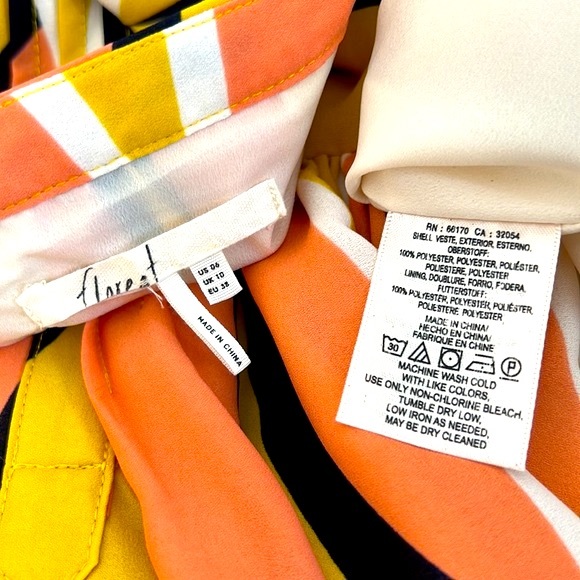 floreat
US 06
UK 10
EU 38
MADE IN CHINA
RN : 66170 CA : 32054
SHELL, VESTE, EXTERIOR, ESTERNO,
OBERSTOFF:
100% POLYESTER, POLYESTER, POLIÉSTER,
POLIESTERE, POLYESTER
LINING, DOUBLURE, FORRO, FODERA,
FUTTERSTOFF:
100% POLYESTER, POLYESTER, POLIÉSTER,
POLIESTERE, POLYESTER
MADE IN CHINA/
HECHO EN CHINA/
FABRIQUE EN CHINE
30 P
MACHINE WASH COLD
WITH LIKE COLORS,
USE ONLY NON-CHLORINE BLEACH,
TUMBLE DRY LOW,
LOW IRON AS NEEDED,
MAY BE DRY CLEANED